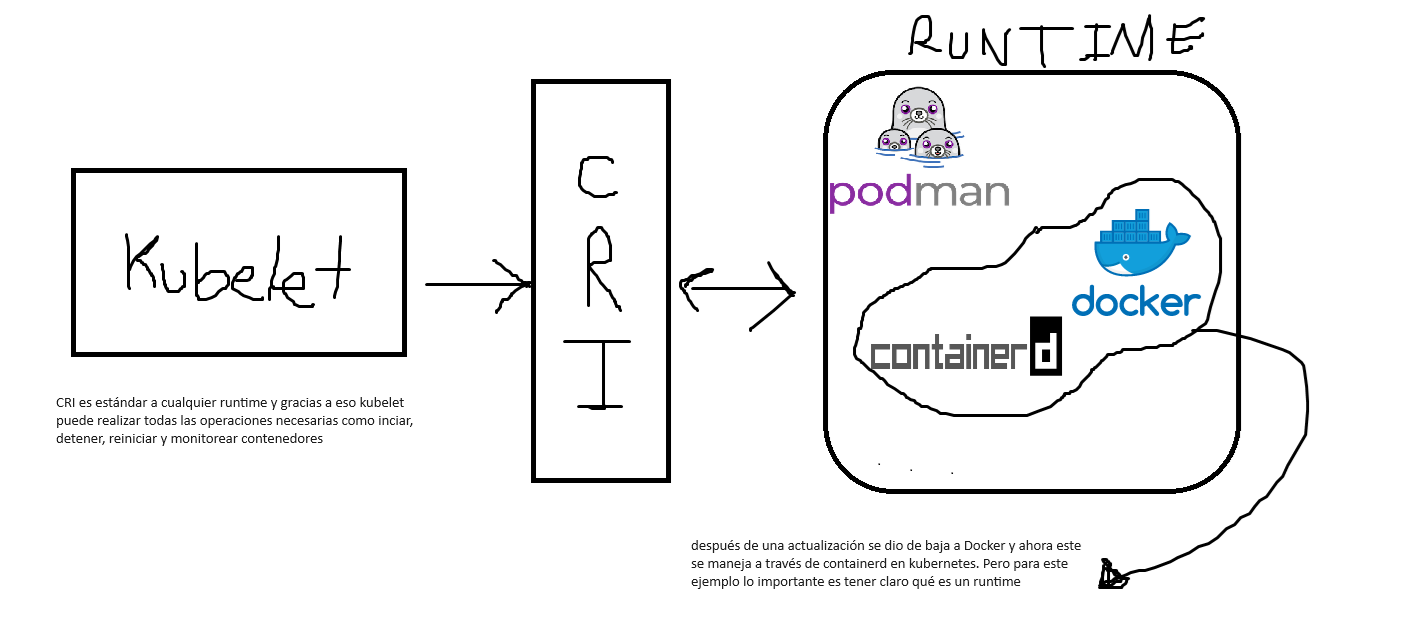 RUNTIME
podman
docker
containerd
Kubelet
C
R
I
CRI es estándar a cualquier runtime y gracias a eso kubelet
puede realizar todas las operaciones necesarias como inciar,
detener, reiniciar y monitorear contenedores
después de una actualización se dio de baja a Docker y ahora este
se maneja a través de containerd en kubernetes. Pero para este
ejemplo lo importante es tener claro qué es un runtime